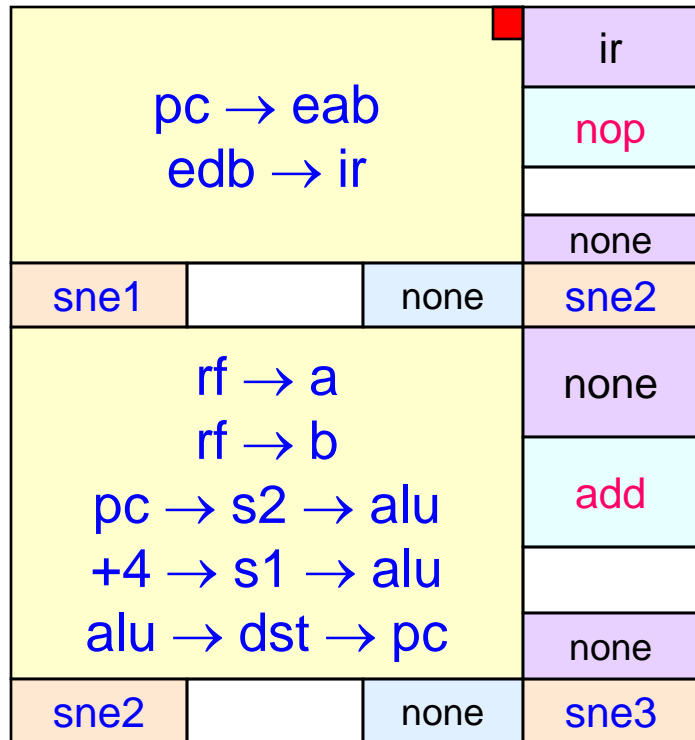 pc → eab
edb → ir
ir
nop
none
sne1
none
sne2
rf → a
rf → b
pc → s2 → alu
+4 → s1 → alu
alu → dst → pc
none
add
none
sne2
none
sne3